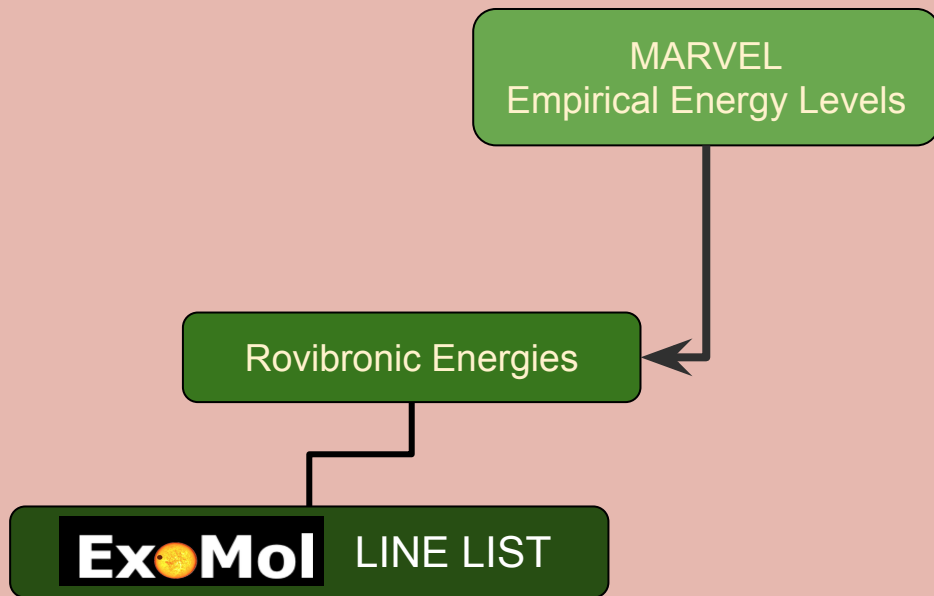 MARVEL
Empirical Energy Levels
Rovibronic Energies
ExoMol LINE LIST